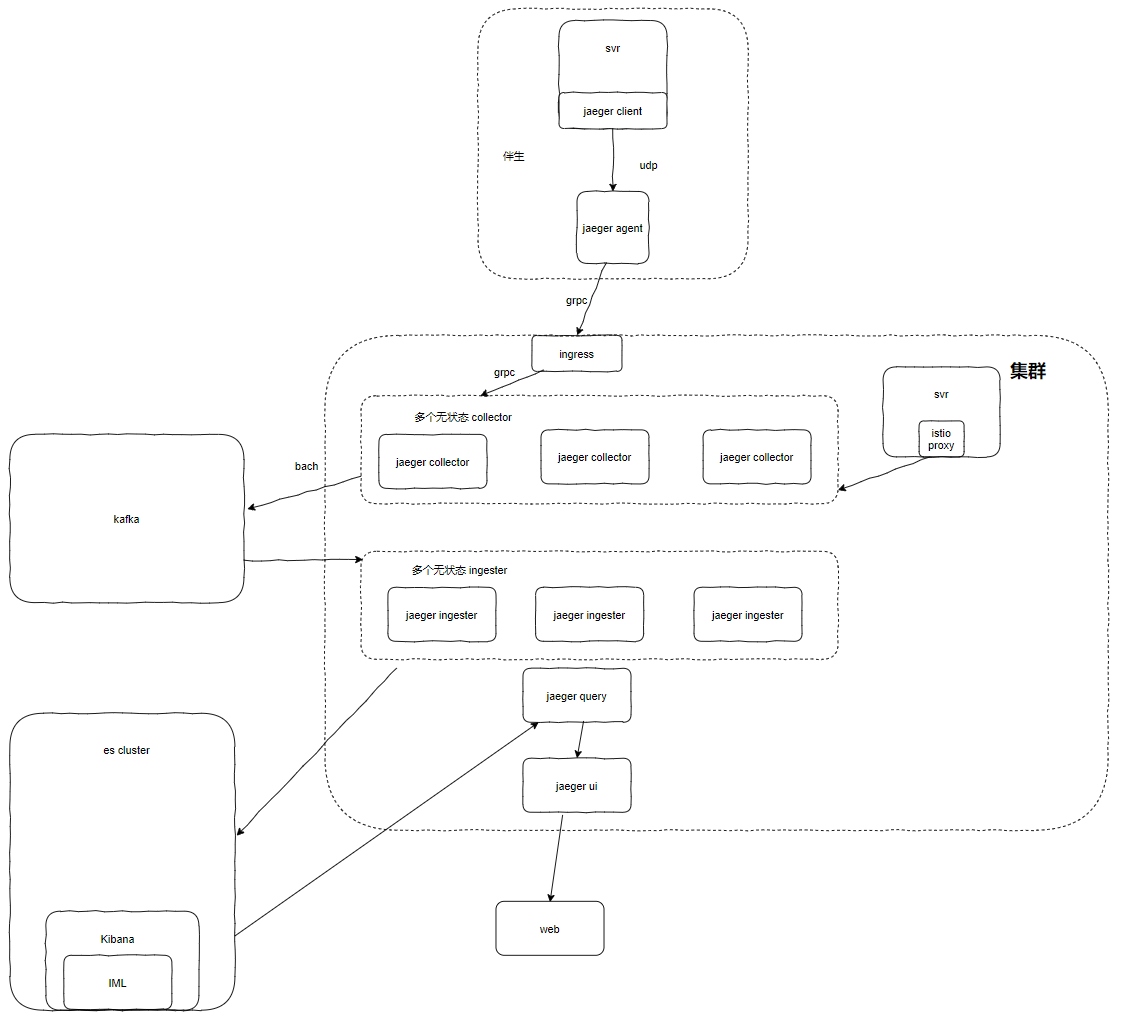 svr
jaeger client
伴生
udp
jaeger agent
grpc
ingress
grpc
集群
svr
istio
proxy
多个无状态 collector
jaeger collector
jaeger collector
jaeger collector
bach
kafka
多个无状态 ingester
jaeger ingester
jaeger ingester
jaeger ingester
jaeger query
es cluster
jaeger ui
web
Kibana
IML